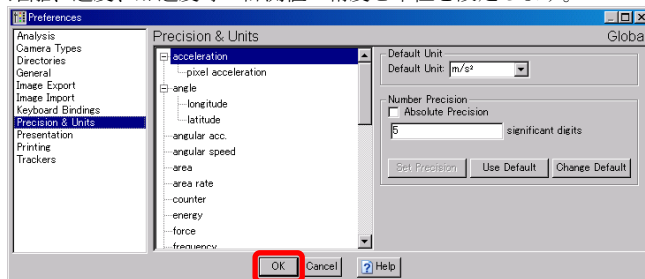 Preferences
Analysis
Camera Types
Directories
General
Image Export
Image Import
Keyboard Bindings
Precision & Units
Presentation
Printing
Trackers
Precision & Units
Global
acceleration
pixel acceleration
angle
longitude
latitude
angular acc.
angular speed
area
area rate
counter
energy
force
frequency
Default Unit
Default Unit: m/s²
Number Precision
Absolute Precision
5 significant digits
Set Precision Use Default Change Default
OK Cancel Help